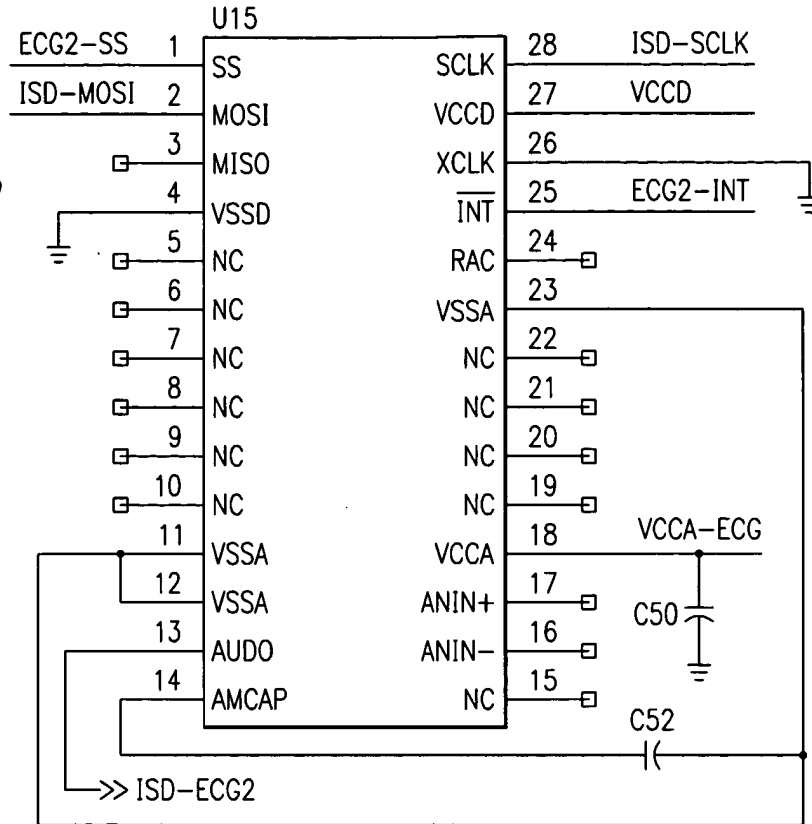 U15
ECG2-SS 1 SS SCLK 28 ISD-SCLK
ISD-MOSI 2 MOSI VCCD 27 VCCD
3 MISO XCLK 26
4 VSSD INT 25 ECG2-INT
5 NC RAC 24
6 NC VSSA 23
7 NC NC 22
8 NC NC 21
9 NC NC 20
10 NC NC 19
11 VSSA VCCA 18 VCCA-ECG
12 VSSA ANIN+ 17
C50
13 AUDO ANIN- 16
14 AMCAP NC 15
C52
ISD-ECG2